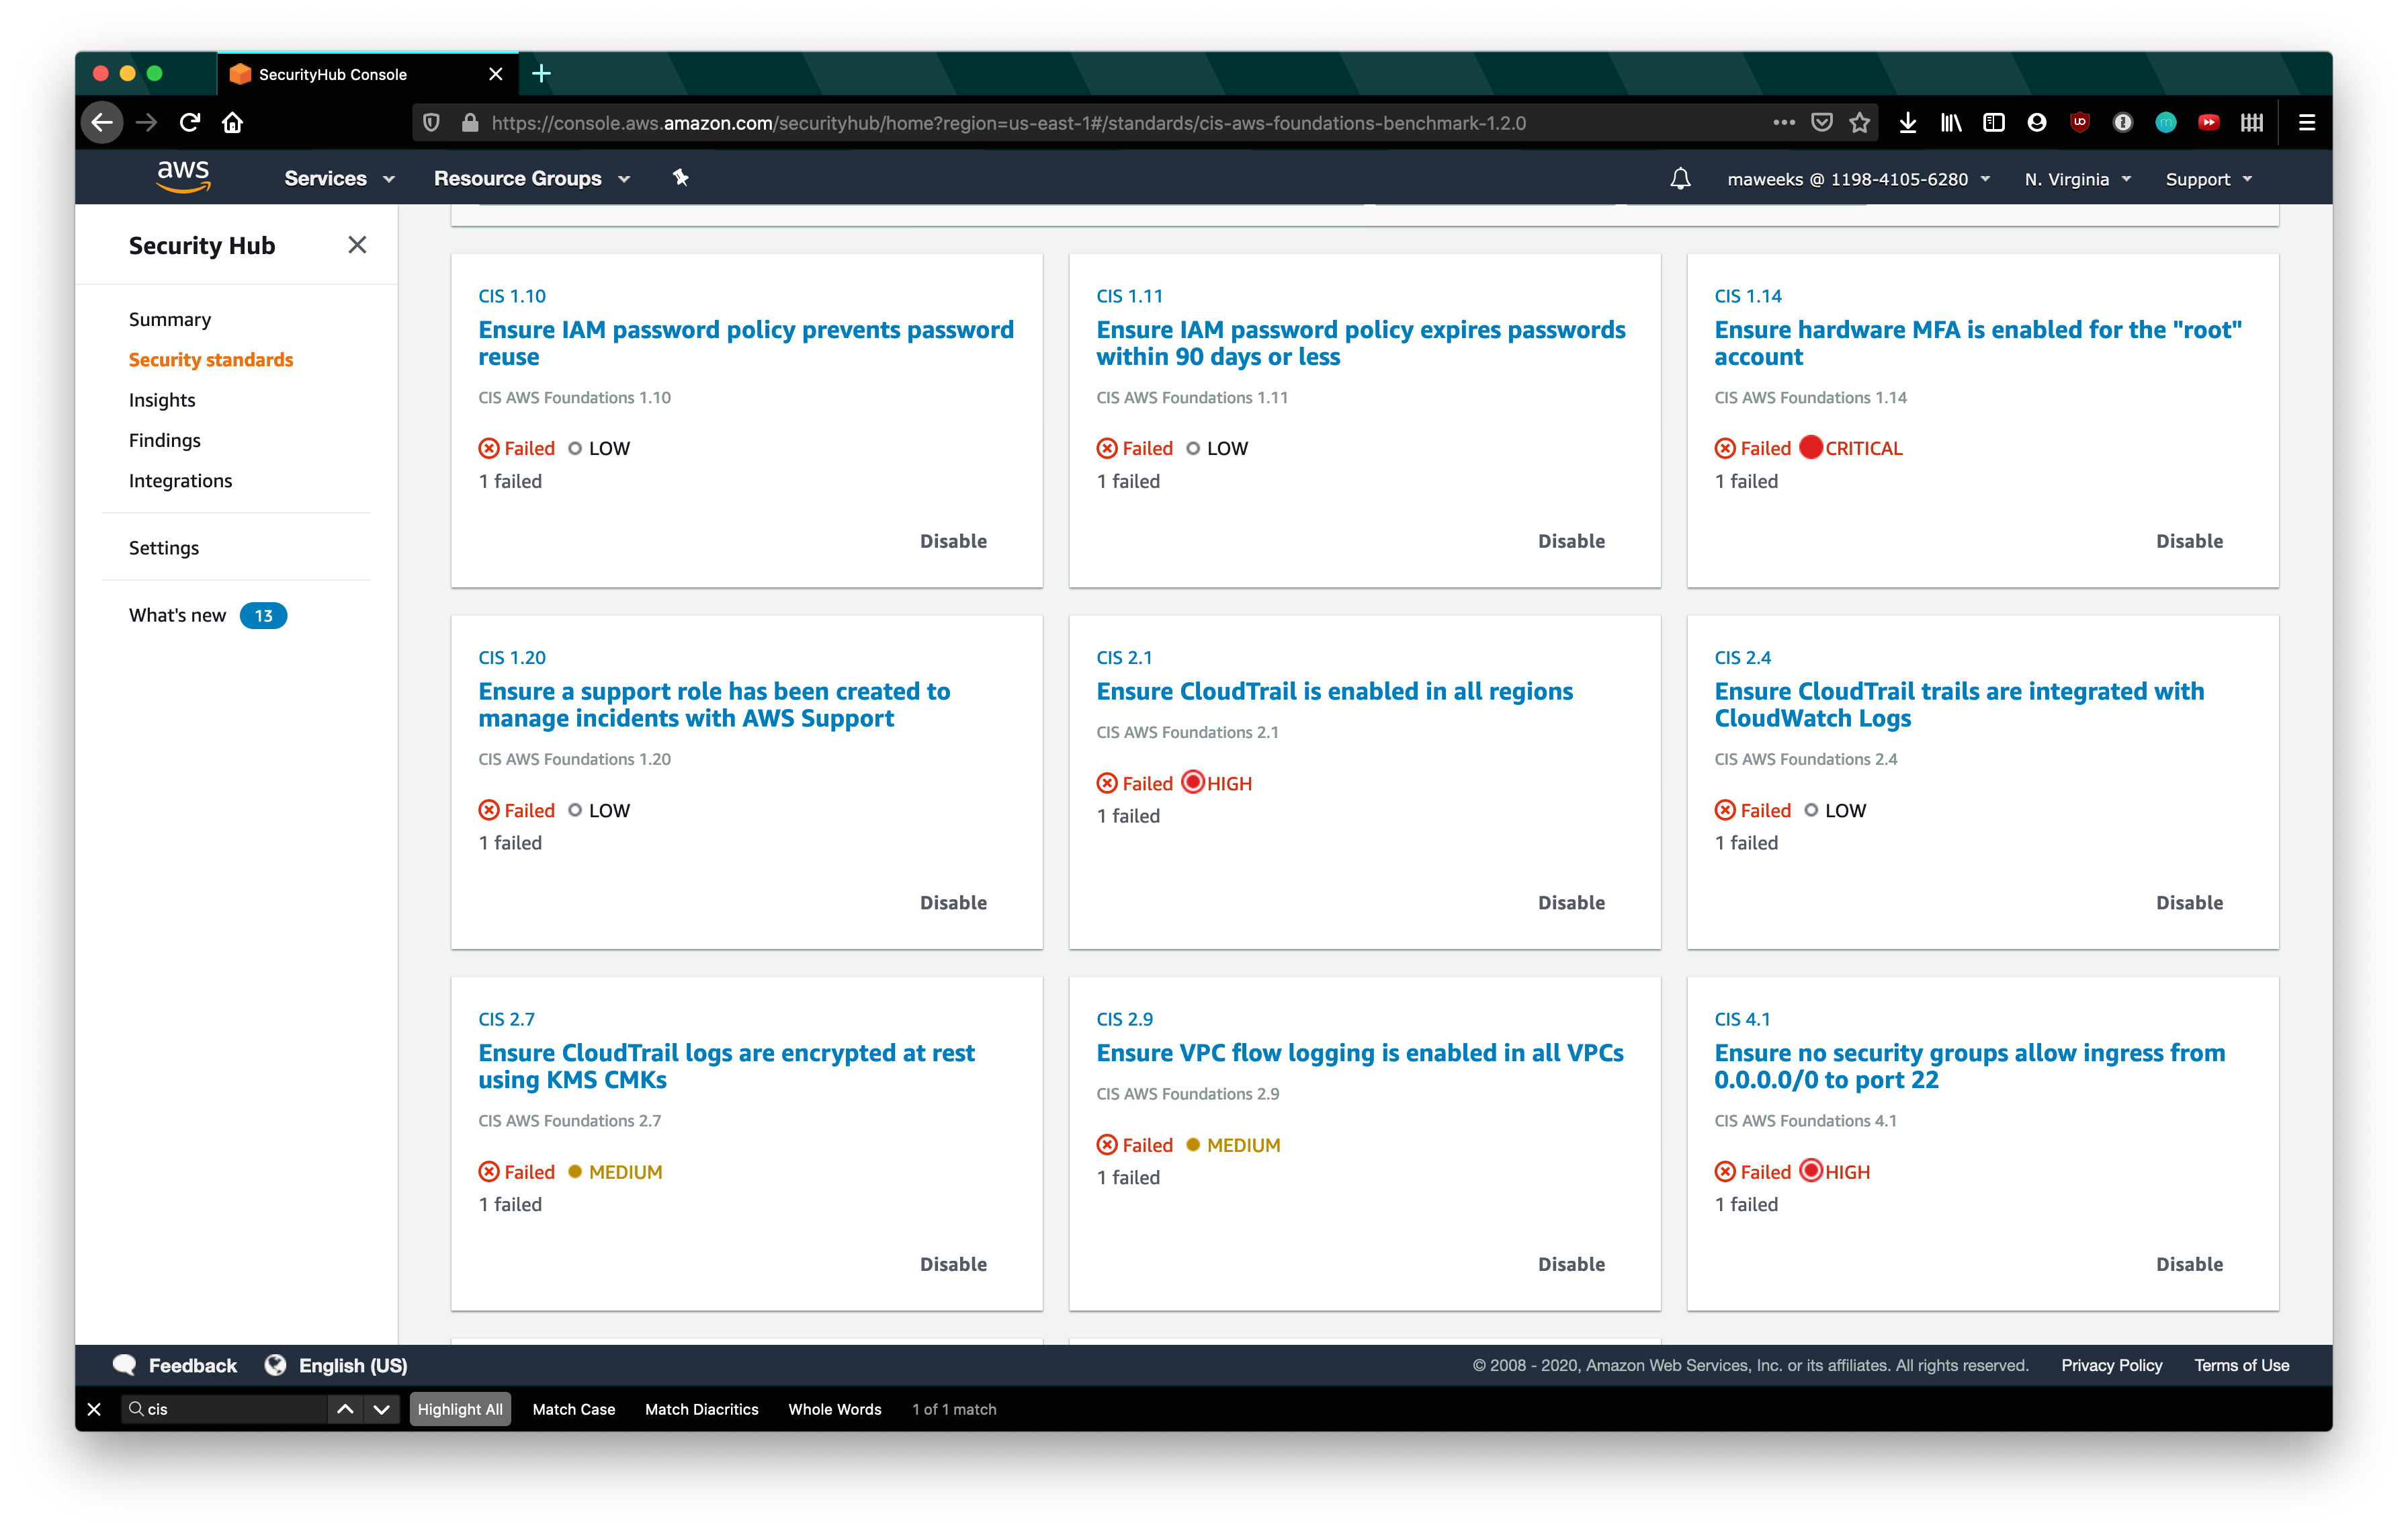 SecurityHub Console
https://console.aws.amazon.com/securityhub/home?region=us-east-1#/standards/cis-aws-foundations-benchmark-1.2.0
aws
Services
Resource Groups
maweeks @ 1198-4105-6280
N. Virginia
Support
Security Hub
Summary
Security standards
Insights
Findings
Integrations
Settings
What's new 13
CIS 1.10
Ensure IAM password policy prevents password
reuse
CIS AWS Foundations 1.10
Failed LOW
1 failed
Disable
CIS 1.11
Ensure IAM password policy expires passwords
within 90 days or less
CIS AWS Foundations 1.11
Failed LOW
1 failed
Disable
CIS 1.14
Ensure hardware MFA is enabled for the "root"
account
CIS AWS Foundations 1.14
Failed CRITICAL
1 failed
Disable
CIS 1.20
Ensure a support role has been created to
manage incidents with AWS Support
CIS AWS Foundations 1.20
Failed LOW
1 failed
Disable
CIS 2.1
Ensure CloudTrail is enabled in all regions
CIS AWS Foundations 2.1
Failed HIGH
1 failed
Disable
CIS 2.4
Ensure CloudTrail trails are integrated with
CloudWatch Logs
CIS AWS Foundations 2.4
Failed LOW
1 failed
Disable
CIS 2.7
Ensure CloudTrail logs are encrypted at rest
using KMS CMKs
CIS AWS Foundations 2.7
Failed MEDIUM
1 failed
Disable
CIS 2.9
Ensure VPC flow logging is enabled in all VPCs
CIS AWS Foundations 2.9
Failed MEDIUM
1 failed
Disable
CIS 4.1
Ensure no security groups allow ingress from
0.0.0.0/0 to port 22
CIS AWS Foundations 4.1
Failed HIGH
1 failed
Disable
Feedback
English (US)
© 2008 - 2020, Amazon Web Services, Inc. or its affiliates. All rights reserved.
Privacy Policy
Terms of Use
cis
Highlight All
Match Case
Match Diacritics
Whole Words
1 of 1 match